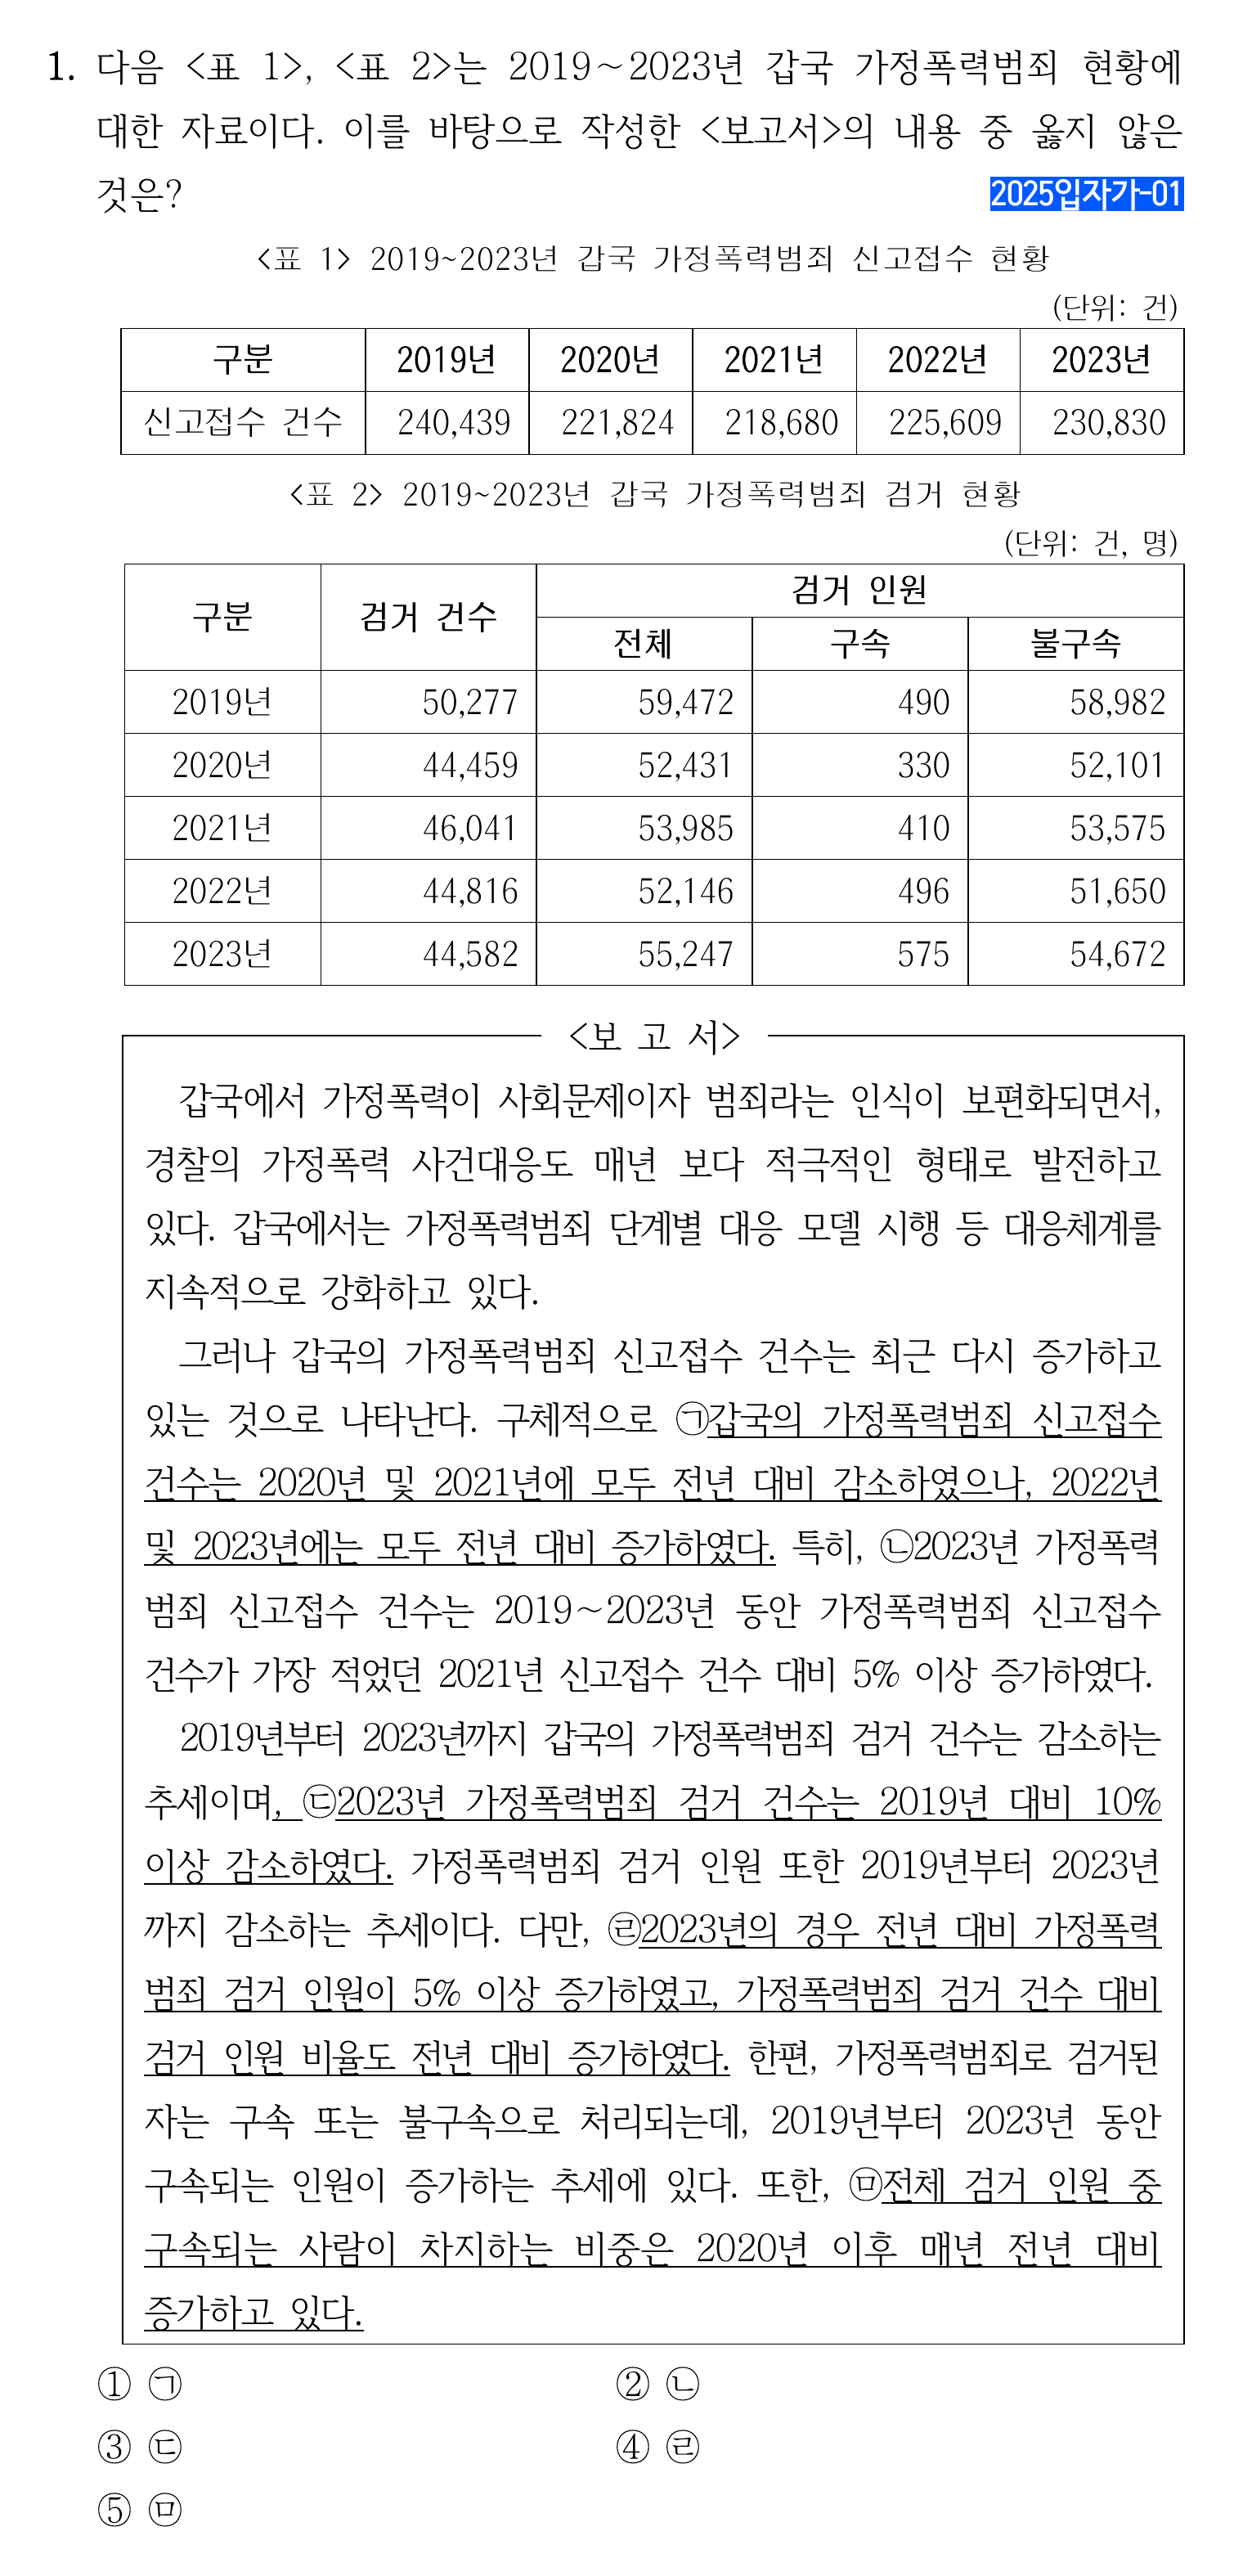 1. 다음 <표 1>, <표 2>는 2019～2023년 갑국 가정폭력범죄 현황에
대한 자료이다. 이를 바탕으로 작성한 <보고서>의 내용 중 옳지 않은
것은? 2025입자가-01
<표 1> 2019~2023년 갑국 가정폭력범죄 신고접수 현황
(단위: 건)
구분 2019년 2020년 2021년 2022년 2023년
신고접수 건수 240,439 221,824 218,680 225,609 230,830
<표 2> 2019~2023년 갑국 가정폭력범죄 검거 현황
(단위: 건, 명)
구분 검거 건수 검거 인원
전체 구속 불구속
2019년 50,277 59,472 490 58,982
2020년 44,459 52,431 330 52,101
2021년 46,041 53,985 410 53,575
2022년 44,816 52,146 496 51,650
2023년 44,582 55,247 575 54,672
<보 고 서>
갑국에서 가정폭력이 사회문제이자 범죄라는 인식이 보편화되면서,
경찰의 가정폭력 사건대응도 매년 보다 적극적인 형태로 발전하고
있다. 갑국에서는 가정폭력범죄 단계별 대응 모델 시행 등 대응체계를
지속적으로 강화하고 있다.
그러나 갑국의 가정폭력범죄 신고접수 건수는 최근 다시 증가하고
있는 것으로 나타난다. 구체적으로 ㉠갑국의 가정폭력범죄 신고접수
건수는 2020년 및 2021년에 모두 전년 대비 감소하였으나, 2022년
및 2023년에는 모두 전년 대비 증가하였다. 특히, ㉡2023년 가정폭력
범죄 신고접수 건수는 2019～2023년 동안 가정폭력범죄 신고접수
건수가 가장 적었던 2021년 신고접수 건수 대비 5% 이상 증가하였다.
2019년부터 2023년까지 갑국의 가정폭력범죄 검거 건수는 감소하는
추세이며, ㉢2023년 가정폭력범죄 검거 건수는 2019년 대비 10%
이상 감소하였다. 가정폭력범죄 검거 인원 또한 2019년부터 2023년
까지 감소하는 추세이다. 다만, ㉣2023년의 경우 전년 대비 가정폭력
범죄 검거 인원이 5% 이상 증가하였고, 가정폭력범죄 검거 건수 대비
검거 인원 비율도 전년 대비 증가하였다. 한편, 가정폭력범죄로 검거된
자는 구속 또는 불구속으로 처리되는데, 2019년부터 2023년 동안
구속되는 인원이 증가하는 추세에 있다. 또한, ㉤전체 검거 인원 중
구속되는 사람이 차지하는 비중은 2020년 이후 매년 전년 대비
증가하고 있다.
① ㉠ ② ㉡
③ ㉢ ④ ㉣
⑤ ㉤